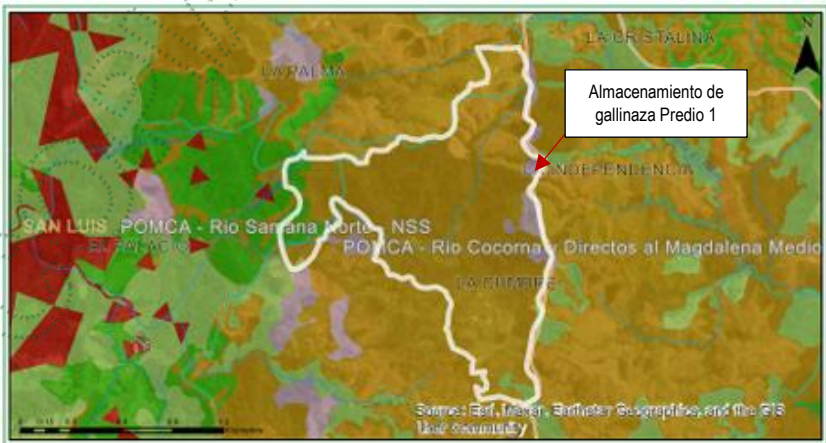 N
LA CRISTALINA
LA PALMA
Almacenamiento de
gallinaza Predio 1
LA INDEPENDENCIA
SAN LUIS
POMCA - Rio Samana Norte - NSS
EL PALACIO
POMCA - Rio Cocorna y Directos al Magdalena Medio
LA CUMBRE
Source: Esri, Maxar, Earthstar Geographics, and the GIS
User community